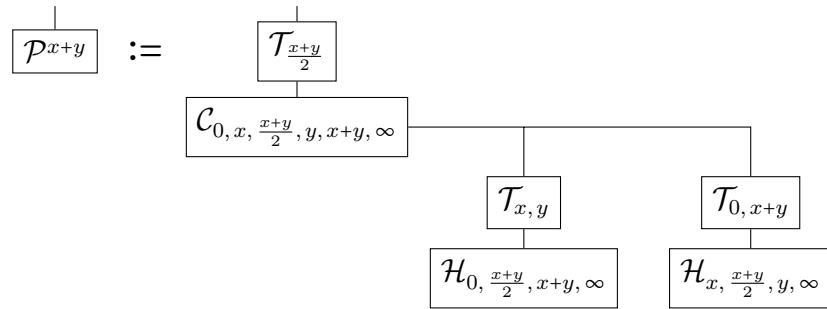 𝒫^{x+y} := 𝒯_{\frac{x+y}{2}}
𝒞_{0, x, \frac{x+y}{2}, y, x+y, ∞}
𝒯_{x, y} 𝒯_{0, x+y}
ℋ_{0, \frac{x+y}{2}, x+y, ∞} ℋ_{x, \frac{x+y}{2}, y, ∞}